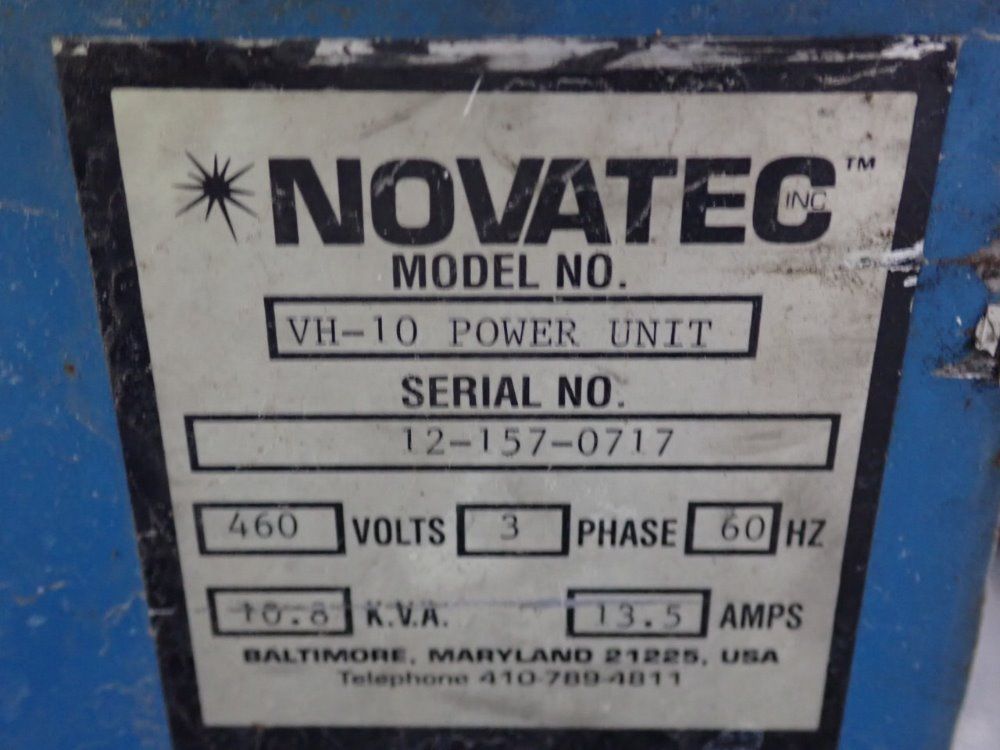 NOVATEC INC ™
MODEL NO.
VH-10 POWER UNIT
SERIAL NO.
12-157-0717
460 VOLTS 3 PHASE 60 HZ
10.8 K.V.A. 13.5 AMPS
BALTIMORE, MARYLAND 21225, USA
Telephone 410-789-4811